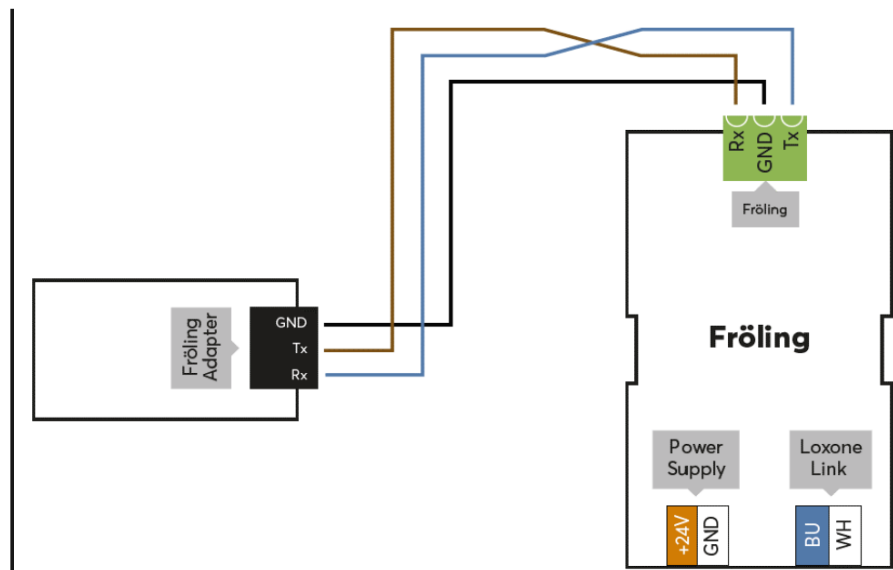 Rx
GND
Tx
Fröling
GND
Tx
Rx
Fröling
Adapter
Fröling
Power
Supply
Loxone
Link
+24V
GND
BU
WH